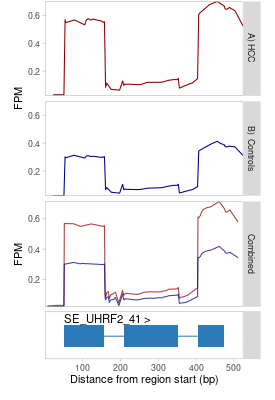 0.6
0.4
0.2
FPM
A) HCC
0.6
0.4
0.2
B) Controls
0.6
0.4
0.2
FPM
Combined
SE_UHRF2_41 >
0 100 200 300 400 500
Distance from region start (bp)